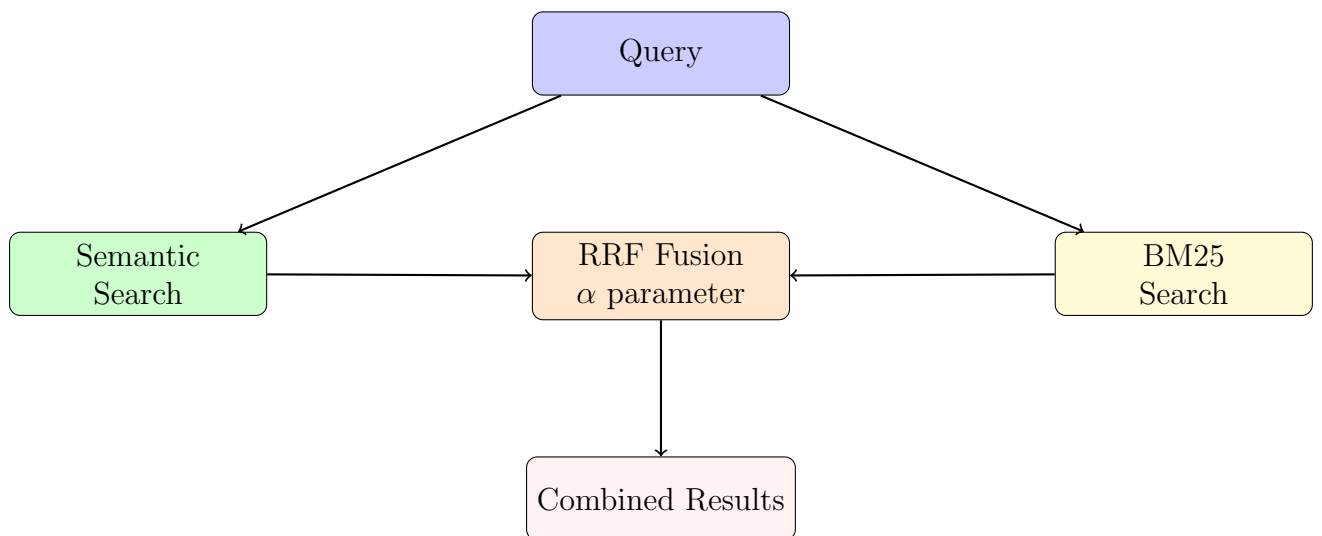 Query
Semantic
Search
RRF Fusion
α parameter
BM25
Search
Combined Results